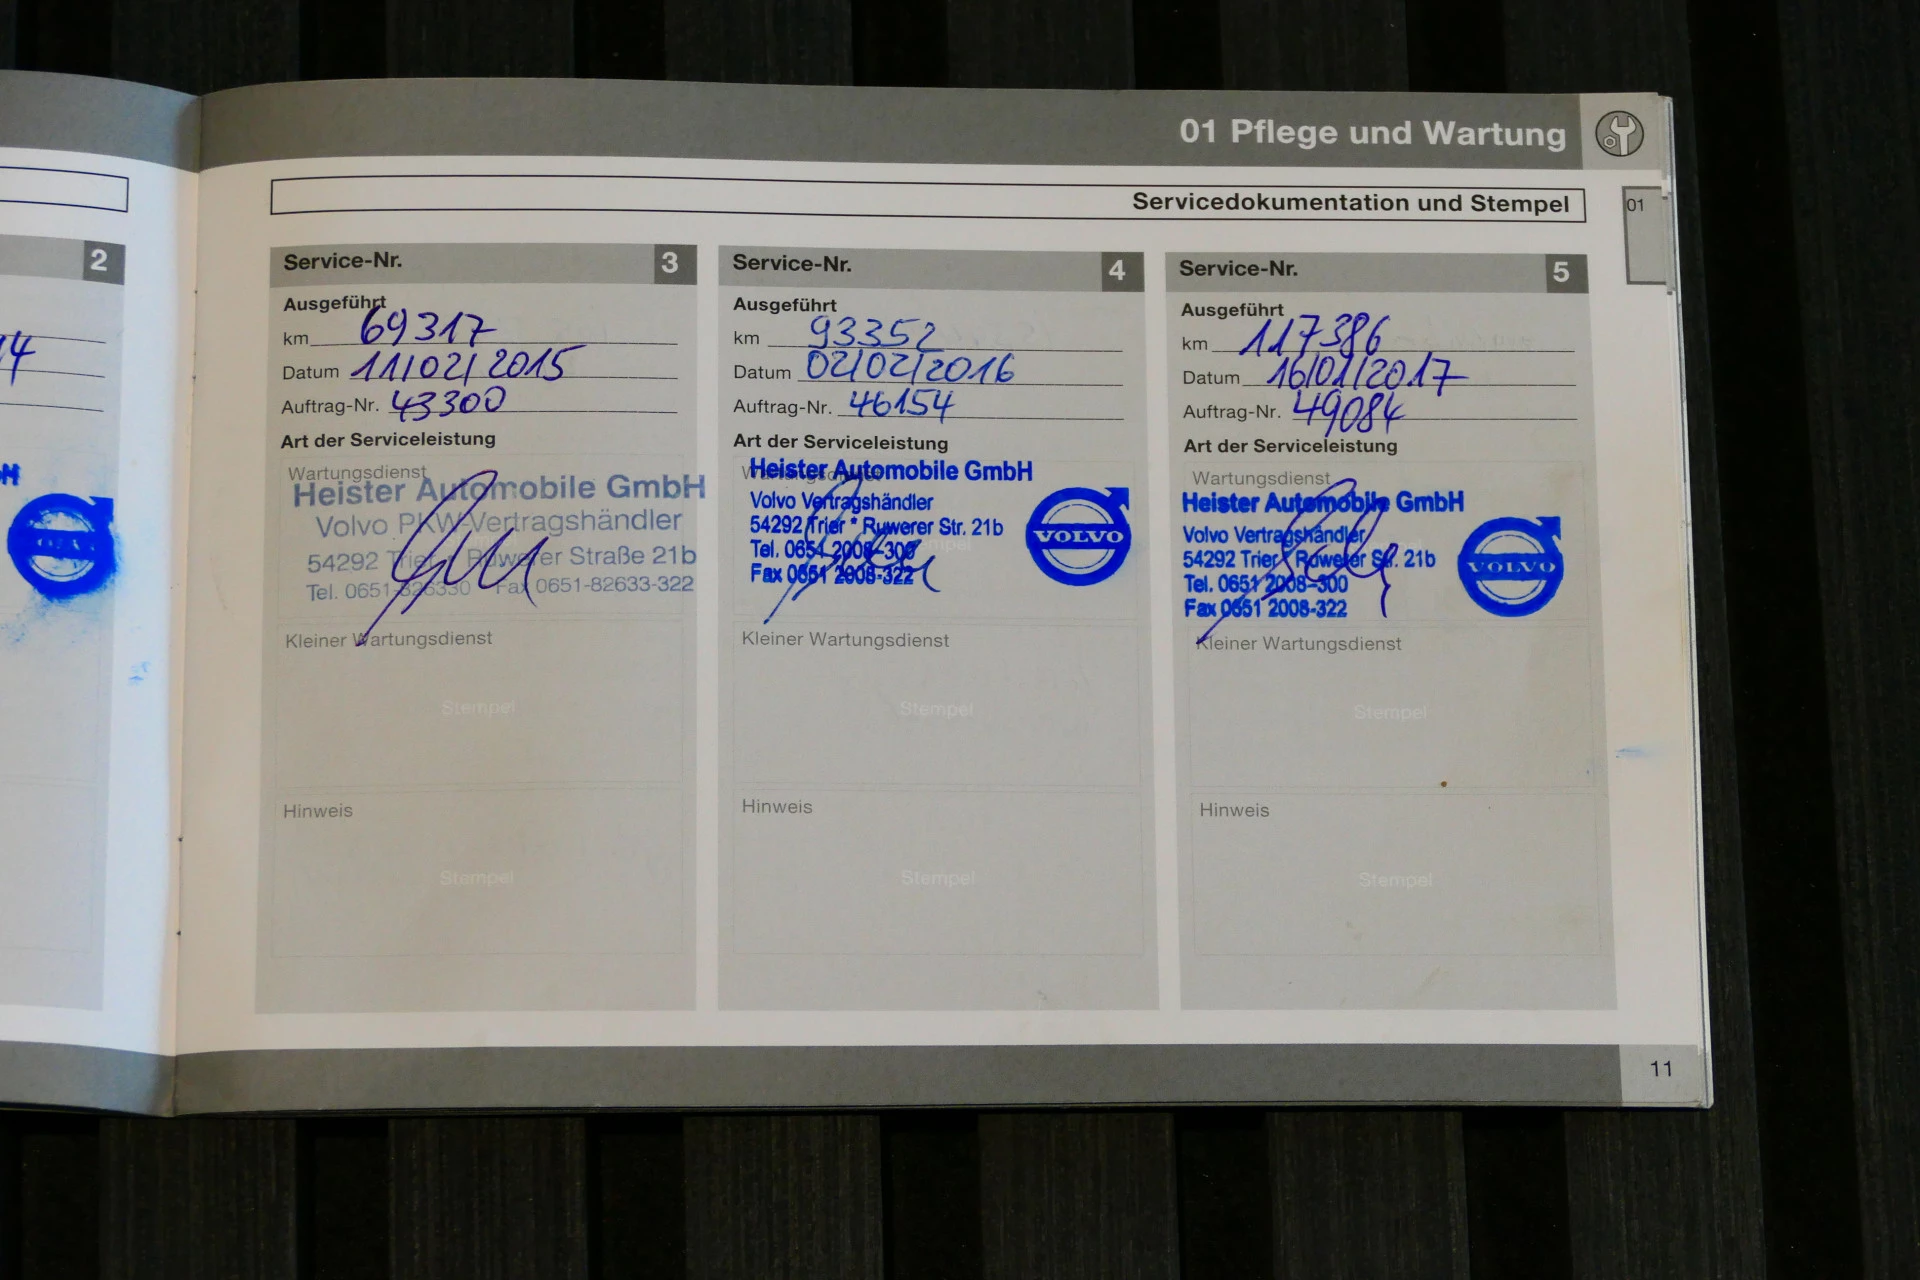 01 Pflege und Wartung
Servicedokumentation und Stempel
01
2
4
H
VOLVO
Service-Nr. 3
Ausgeführt
km 69317
Datum 11/02/2015
Auftrag-Nr. 43300
Art der Serviceleistung
Wartungsdienst
Heister Automobile GmbH
Volvo PKW-Vertragshändler
54292 Trier * Ruwerer Straße 21b
Tel. 0651-826330 Fax 0651-82633-322
Kleiner Wartungsdienst
Stempel
Hinweis
Stempel
Service-Nr. 4
Ausgeführt
km 93352
Datum 02/02/2016
Auftrag-Nr. 46154
Art der Serviceleistung
Wartungsdienst
Heister Automobile GmbH
Volvo Vertragshändler
54292 Trier * Ruwerer Str. 21b
Tel. 0651 2008-300
Fax 0651 2008-322
VOLVO
Kleiner Wartungsdienst
Stempel
Hinweis
Stempel
Service-Nr. 5
Ausgeführt
km 117386
Datum 16/01/2017
Auftrag-Nr. 49084
Art der Serviceleistung
Wartungsdienst
Heister Automobile GmbH
Volvo Vertragshändler
54292 Trier * Ruwerer Str. 21b
Tel. 0651 2008-300
Fax 0651 2008-322
VOLVO
Kleiner Wartungsdienst
Stempel
Hinweis
Stempel
11